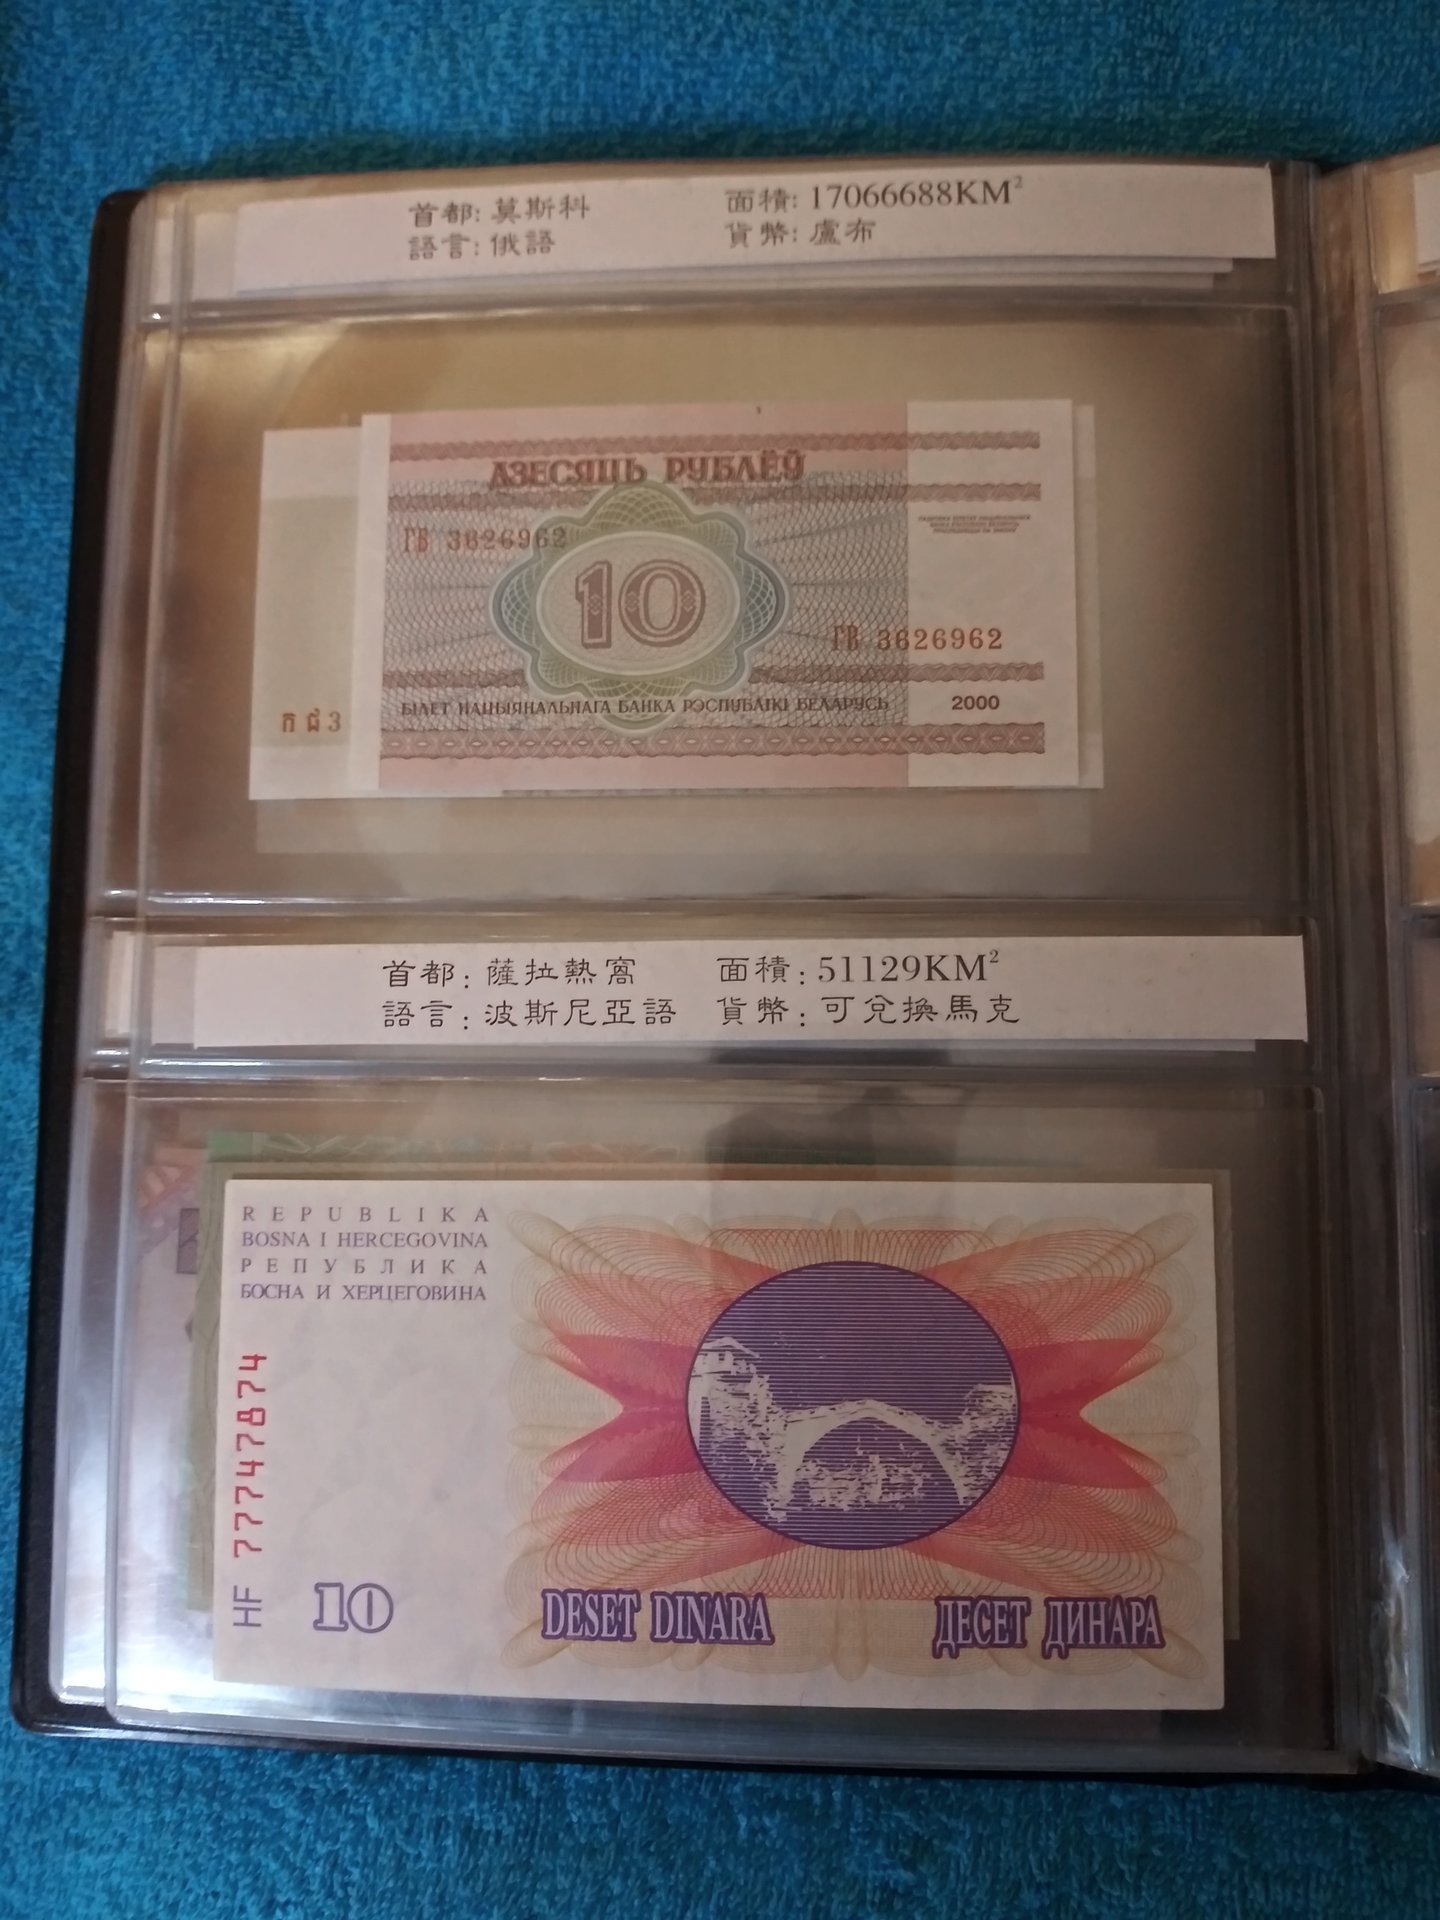 首都: 莫斯科 面積: 17066688KM²
語言: 俄語 貨幣: 盧布
ДЗЕСЯЦЬ РУБЛЁЎ
ГВ 3626962
10
ГВ 3626962
БІЛЕТ НАЦЫЯНАЛЬНАГА БАНКА РЭСПУБЛІКІ БЕЛАРУСЬ 2000
首都: 薩拉熱窩 面積: 51129KM²
語言: 波斯尼亞語 貨幣: 可兌換馬克
REPUBLIKA
BOSNA I HERCEGOVINA
РЕПУБЛИКА
БОСНА И ХЕРЦЕГОВИНА
HF 77747874
10 DESET DINARA ДЕСЕТ ДИНАРА